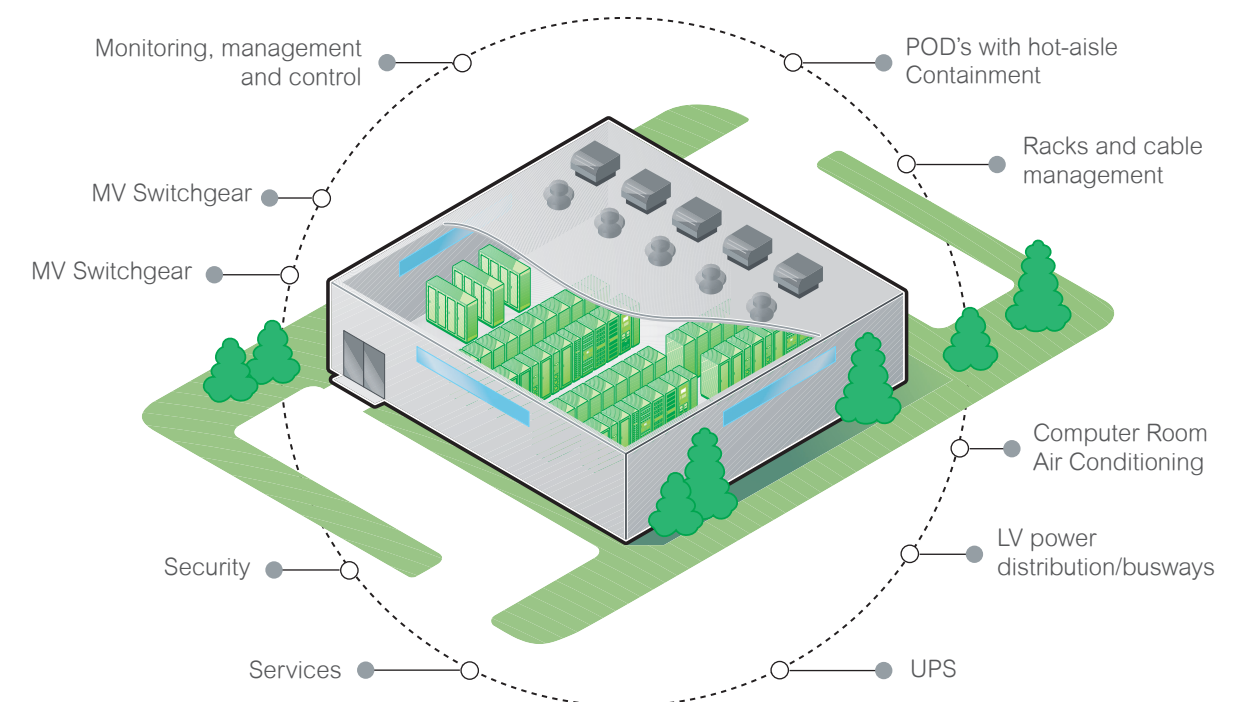 Monitoring, management
and control
MV Switchgear
MV Switchgear
Security
Services
POD's with hot-aisle
Containment
Racks and cable
management
Computer Room
Air Conditioning
LV power
distribution/busways
UPS